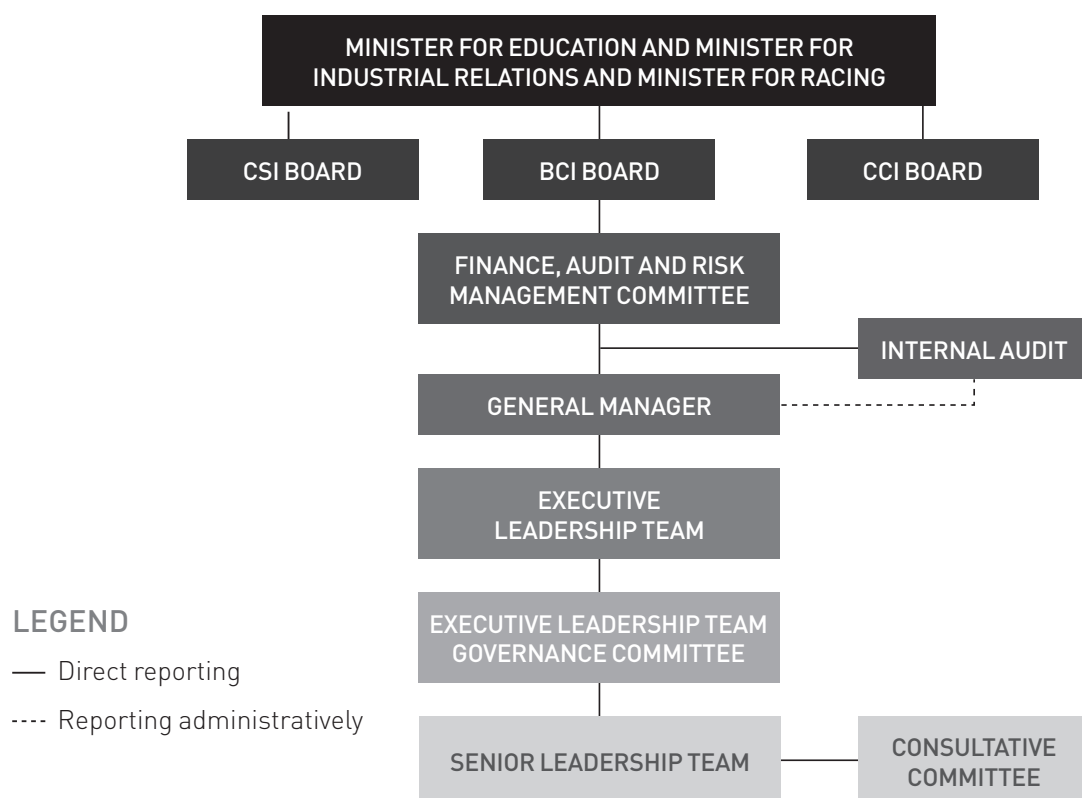 MINISTER FOR EDUCATION AND MINISTER FOR
INDUSTRIAL RELATIONS AND MINISTER FOR RACING
CSI BOARD
BCI BOARD
CCI BOARD
FINANCE, AUDIT AND RISK
MANAGEMENT COMMITTEE
INTERNAL AUDIT
GENERAL MANAGER
EXECUTIVE
LEADERSHIP TEAM
EXECUTIVE LEADERSHIP TEAM
GOVERNANCE COMMITTEE
SENIOR LEADERSHIP TEAM
CONSULTATIVE
COMMITTEE
LEGEND
Direct reporting
Reporting administratively